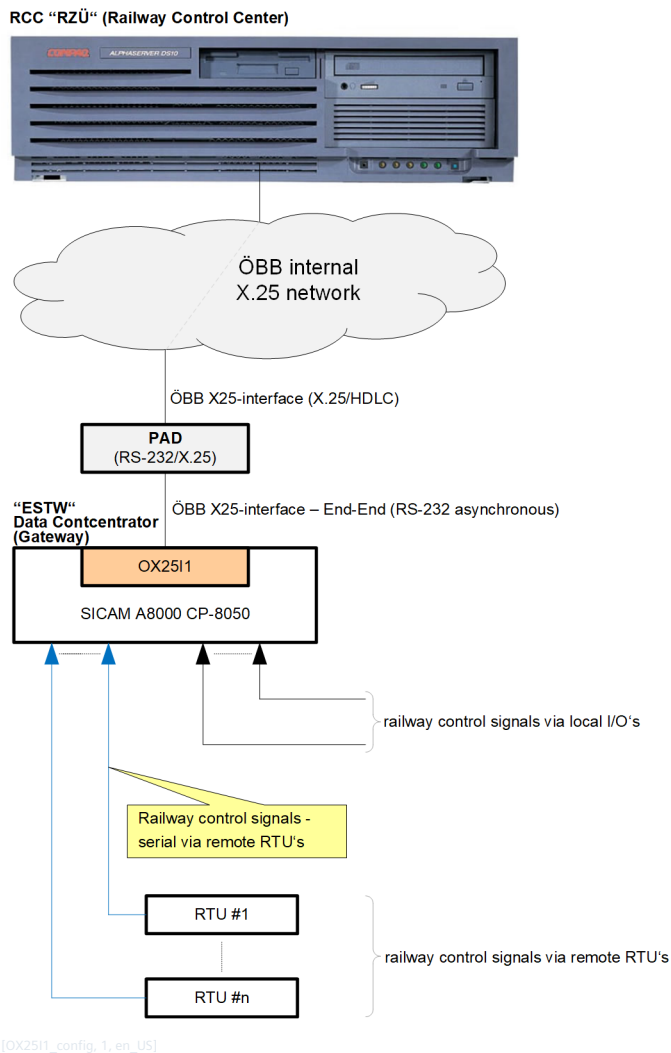 RCC “RZÜ“ (Railway Control Center)
COMPAQ
ALPHASERVER DS10
ÖBB internal
X.25 network
ÖBB X25-interface (X.25/HDLC)
PAD
(RS-232/X.25)
ÖBB X25-interface – End-End (RS-232 asynchronous)
“ESTW“
Data Contcentrator
(Gateway)
OX25I1
SICAM A8000 CP-8050
railway control signals via local I/O‘s
Railway control signals -
serial via remote RTU‘s
RTU #1
railway control signals via remote RTU‘s
RTU #n
[OX25I1_config, 1, en_US]